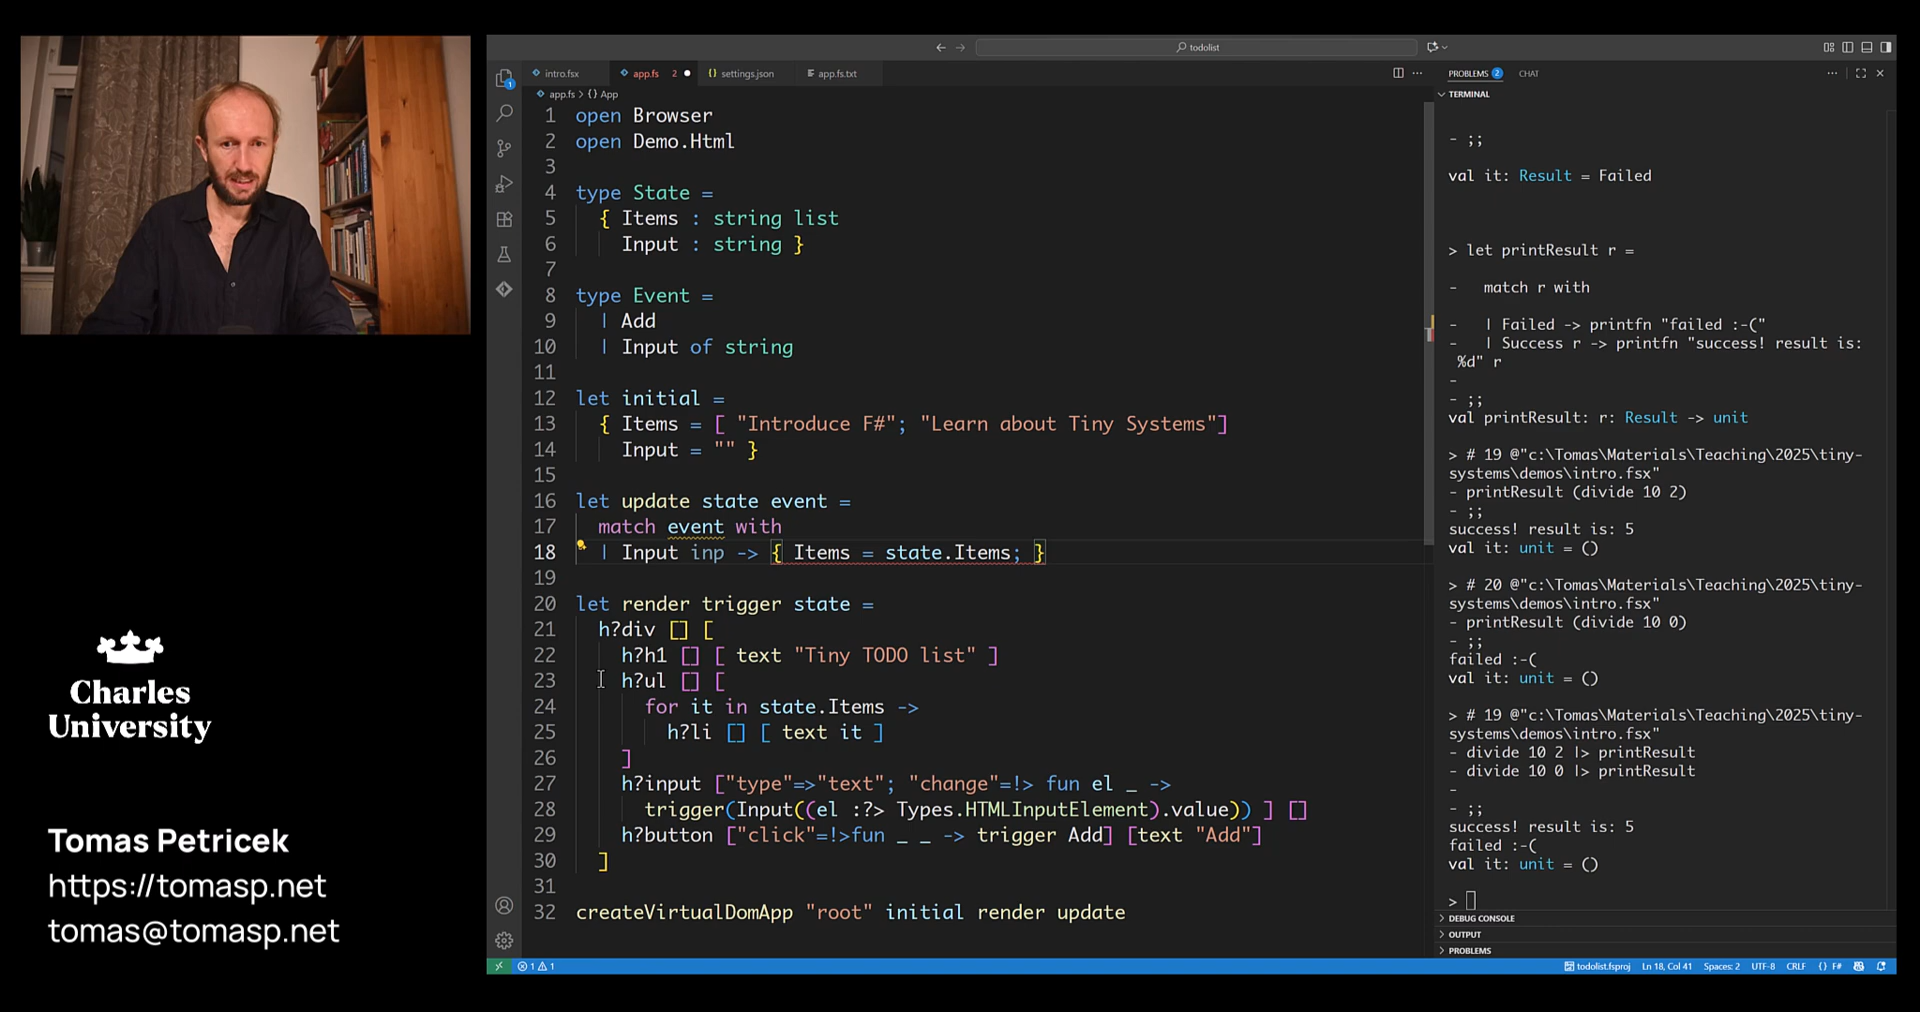 todolist
intro.fsx
app.fs 2
settings.json
app.fs.txt
app.fs > {} App
1 open Browser
2 open Demo.Html
3
4 type State =
5 { Items : string list
6 Input : string }
7
8 type Event =
9 | Add
10 | Input of string
11
12 let initial =
13 { Items = [ "Introduce F#"; "Learn about Tiny Systems"]
14 Input = "" }
15
16 let update state event =
17 match event with
18 | Input inp -> { Items = state.Items; }
19
20 let render trigger state =
21 h?div [] [
22 h?h1 [] [ text "Tiny TODO list" ]
23 h?ul [] [
24 for it in state.Items ->
25 h?li [] [ text it ]
26 ]
27 h?input ["type"=>"text"; "change"=!> fun el _ ->
28 trigger(Input((el :?> Types.HTMLInputElement).value)) ] []
29 h?button ["click"=!>fun _ _ -> trigger Add] [text "Add"]
30 ]
31
32 createVirtualDomApp "root" initial render update
PROBLEMS 2 CHAT
TERMINAL
- ;;
val it: Result = Failed
> let printResult r =
- match r with
- | Failed -> printfn "failed :-("
- | Success r -> printfn "success! result is:
%d" r
-
- ;;
val printResult: r: Result -> unit
> # 19 @"c:\Tomas\Materials\Teaching\2025\tiny-
systems\demos\intro.fsx"
- printResult (divide 10 2)
- ;;
success! result is: 5
val it: unit = ()
> # 20 @"c:\Tomas\Materials\Teaching\2025\tiny-
systems\demos\intro.fsx"
- printResult (divide 10 0)
- ;;
failed :-(
val it: unit = ()
> # 19 @"c:\Tomas\Materials\Teaching\2025\tiny-
systems\demos\intro.fsx"
- divide 10 2 |> printResult
- divide 10 0 |> printResult
-
- ;;
success! result is: 5
failed :-(
val it: unit = ()
>
DEBUG CONSOLE
OUTPUT
PROBLEMS
1 1
todolist.fsproj Ln 18, Col 41 Spaces: 2 UTF-8 CRLF {} F#
Charles
University
Tomas Petricek
https://tomasp.net
tomas@tomasp.net